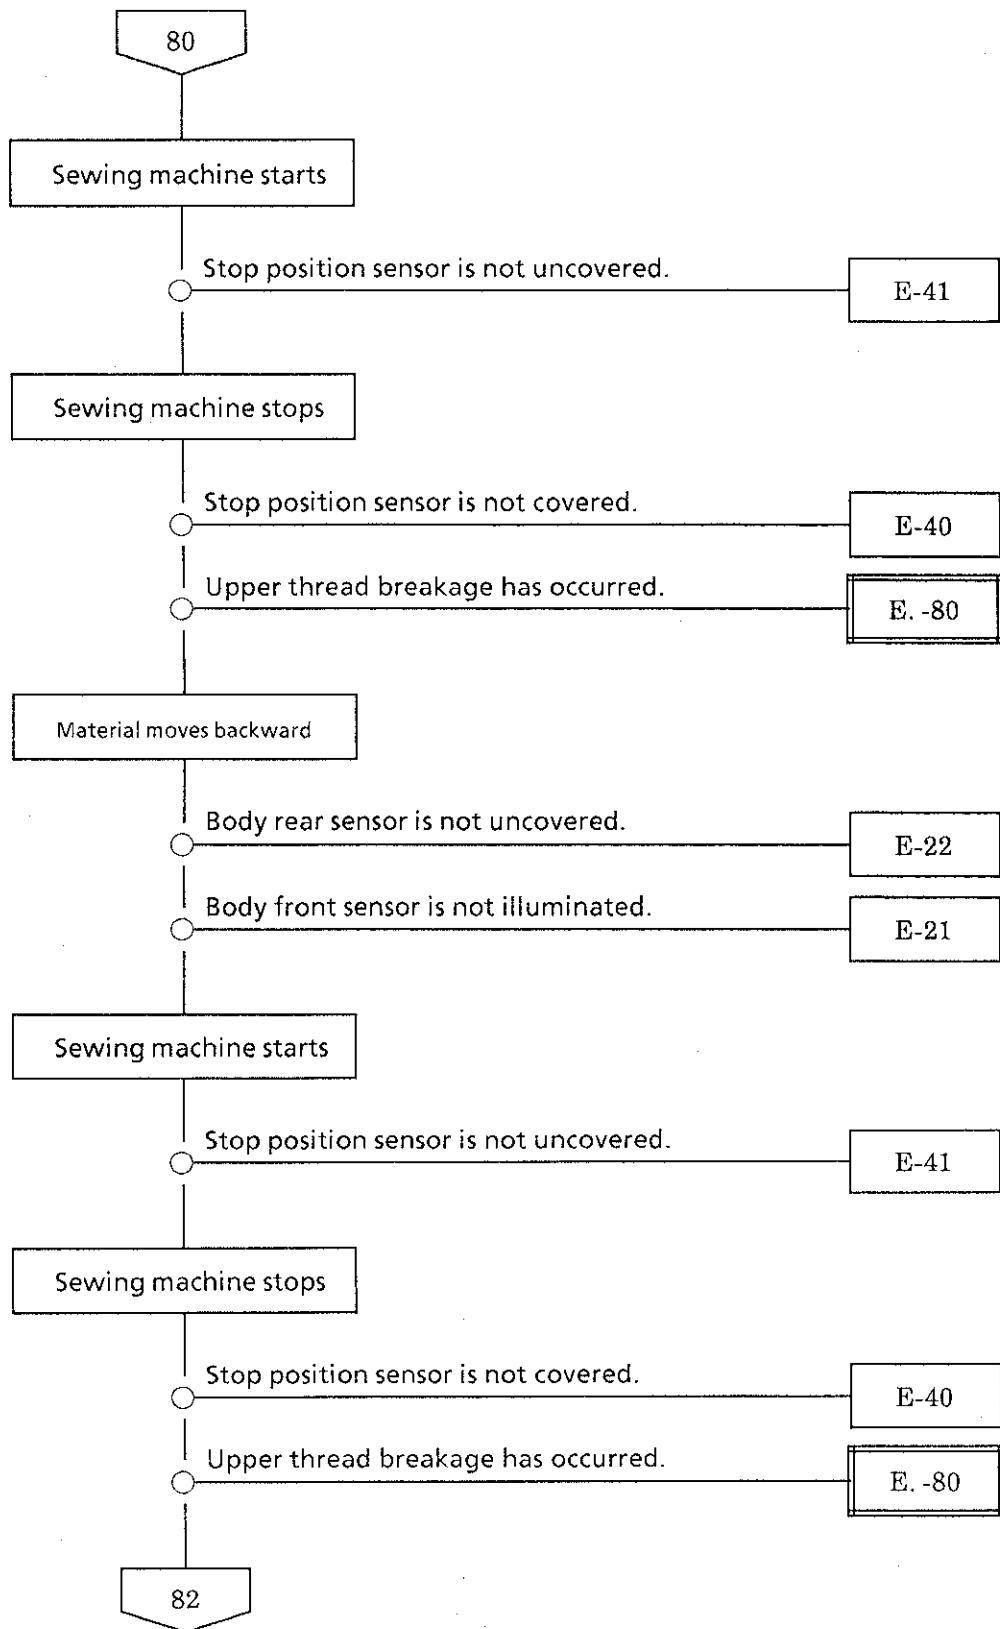 80
Sewing machine starts
Stop position sensor is not uncovered.
E-41
Sewing machine stops
Stop position sensor is not covered.
E-40
Upper thread breakage has occurred.
E. -80
Material moves backward
Body rear sensor is not uncovered.
E-22
Body front sensor is not illuminated.
E-21
Sewing machine starts
Stop position sensor is not uncovered.
E-41
Sewing machine stops
Stop position sensor is not covered.
E-40
Upper thread breakage has occurred.
E. -80
82